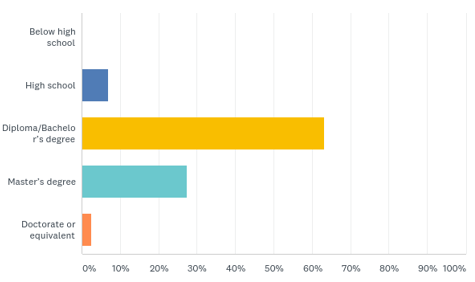 Below high
school
High school
Diploma/Bachelo
r's degree
Master's degree
Doctorate or
equivalent
0% 10% 20% 30% 40% 50% 60% 70% 80% 90% 100%